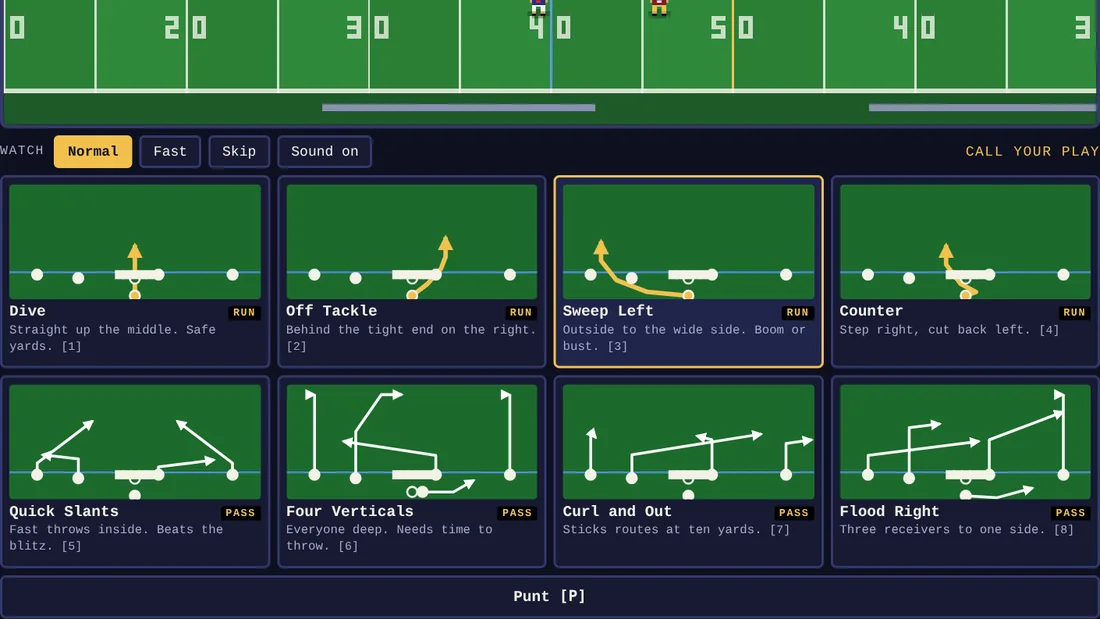 0 20 30 40 50 40 3
WATCH Normal Fast Skip Sound on CALL YOUR PLAY
Dive RUN
Straight up the middle. Safe
yards. [1]
Off Tackle RUN
Behind the tight end on the right.
[2]
Sweep Left RUN
Outside to the wide side. Boom or
bust. [3]
Counter RUN
Step right, cut back left. [4]
Quick Slants PASS
Fast throws inside. Beats the
blitz. [5]
Four Verticals PASS
Everyone deep. Needs time to
throw. [6]
Curl and Out PASS
Sticks routes at ten yards. [7]
Flood Right PASS
Three receivers to one side. [8]
Punt [P]